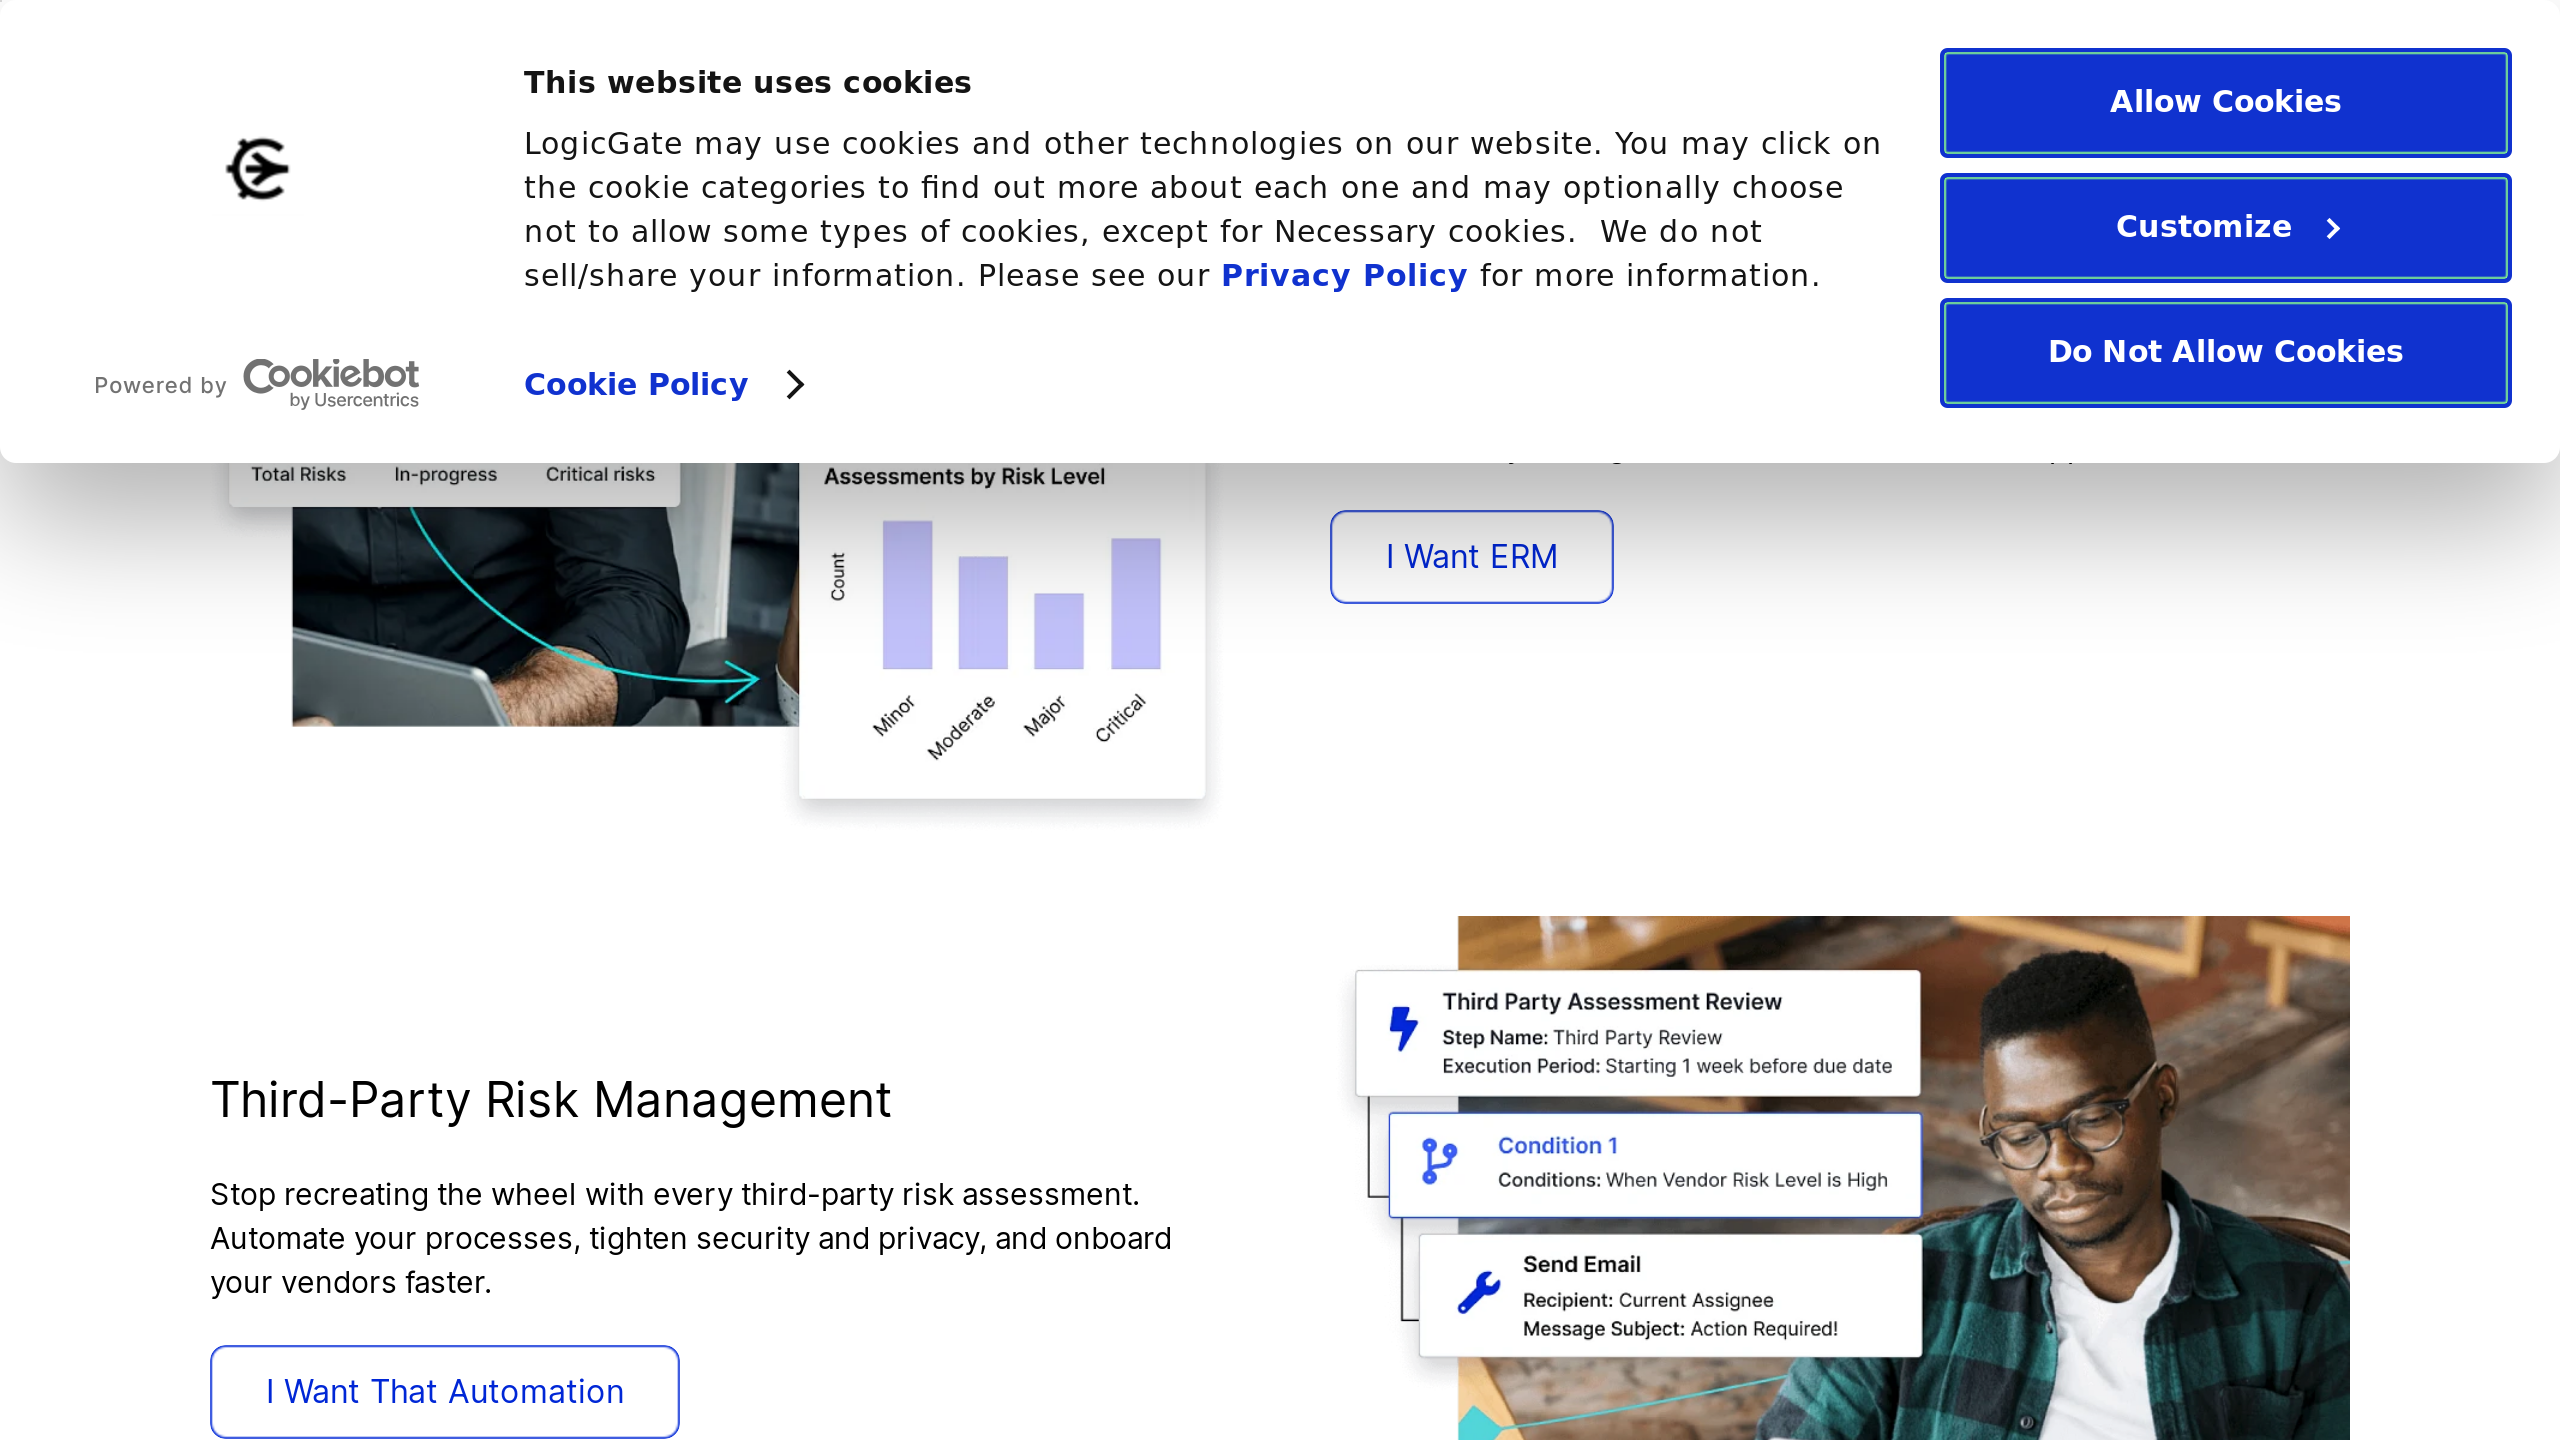 This website uses cookies
LogicGate may use cookies and other technologies on our website. You may click on
the cookie categories to find out more about each one and may optionally choose
not to allow some types of cookies, except for Necessary cookies.  We do not
sell/share your information. Please see our Privacy Policy for more information.
Powered by Cookiebot
by Usercentrics
Cookie Policy
Allow Cookies
Customize
Do Not Allow Cookies
Total Risks In-progress Critical risks
Assessments by Risk Level
Count
Minor
Moderate
Major
Critical
I Want ERM
Third-Party Risk Management
Stop recreating the wheel with every third-party risk assessment.
Automate your processes, tighten security and privacy, and onboard
your vendors faster.
I Want That Automation
Third Party Assessment Review
Step Name: Third Party Review
Execution Period: Starting 1 week before due date
Condition 1
Conditions: When Vendor Risk Level is High
Send Email
Recipient: Current Assignee
Message Subject: Action Required!